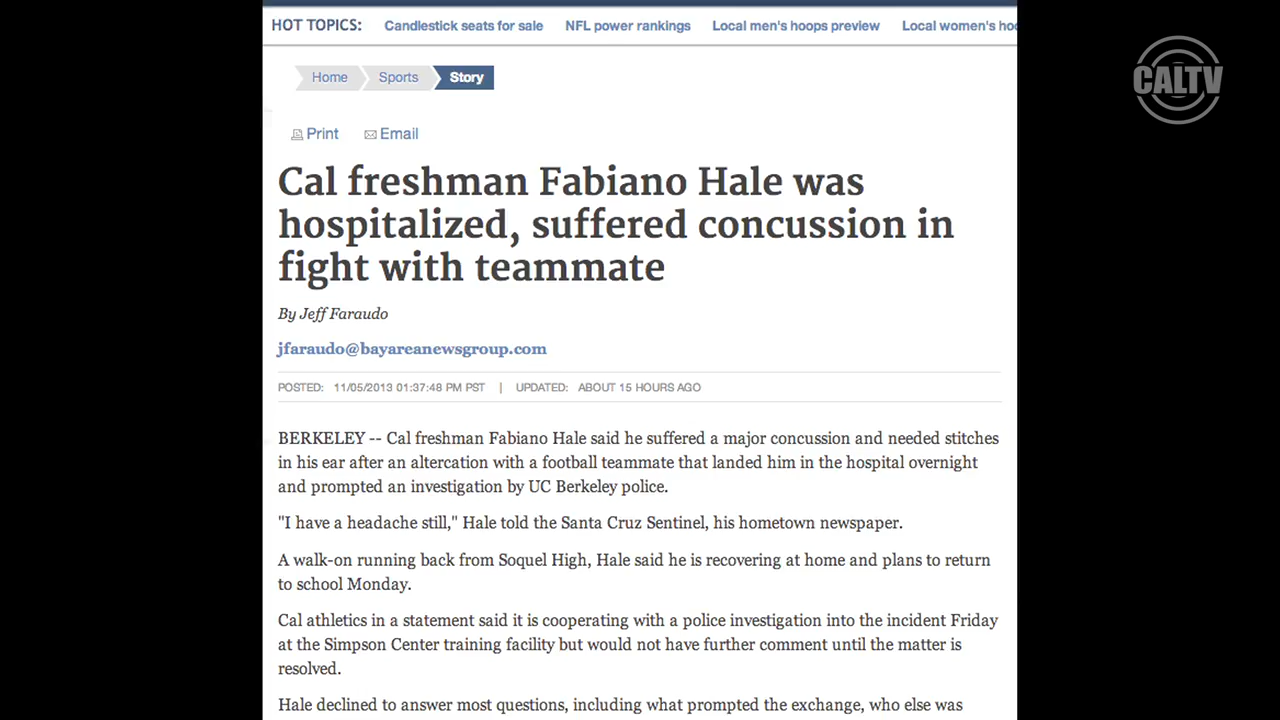 HOT TOPICS: Candlestick seats for sale NFL power rankings Local men's hoops preview Local women's hoo
CALTV
Home Sports Story
Print Email
Cal freshman Fabiano Hale was
hospitalized, suffered concussion in
fight with teammate
By Jeff Faraudo
jfaraudo@bayareanewsgroup.com
POSTED: 11/05/2013 01:37:48 PM PST | UPDATED: ABOUT 15 HOURS AGO
BERKELEY -- Cal freshman Fabiano Hale said he suffered a major concussion and needed stitches
in his ear after an altercation with a football teammate that landed him in the hospital overnight
and prompted an investigation by UC Berkeley police.
"I have a headache still," Hale told the Santa Cruz Sentinel, his hometown newspaper.
A walk-on running back from Soquel High, Hale said he is recovering at home and plans to return
to school Monday.
Cal athletics in a statement said it is cooperating with a police investigation into the incident Friday
at the Simpson Center training facility but would not have further comment until the matter is
resolved.
Hale declined to answer most questions, including what prompted the exchange, who else was